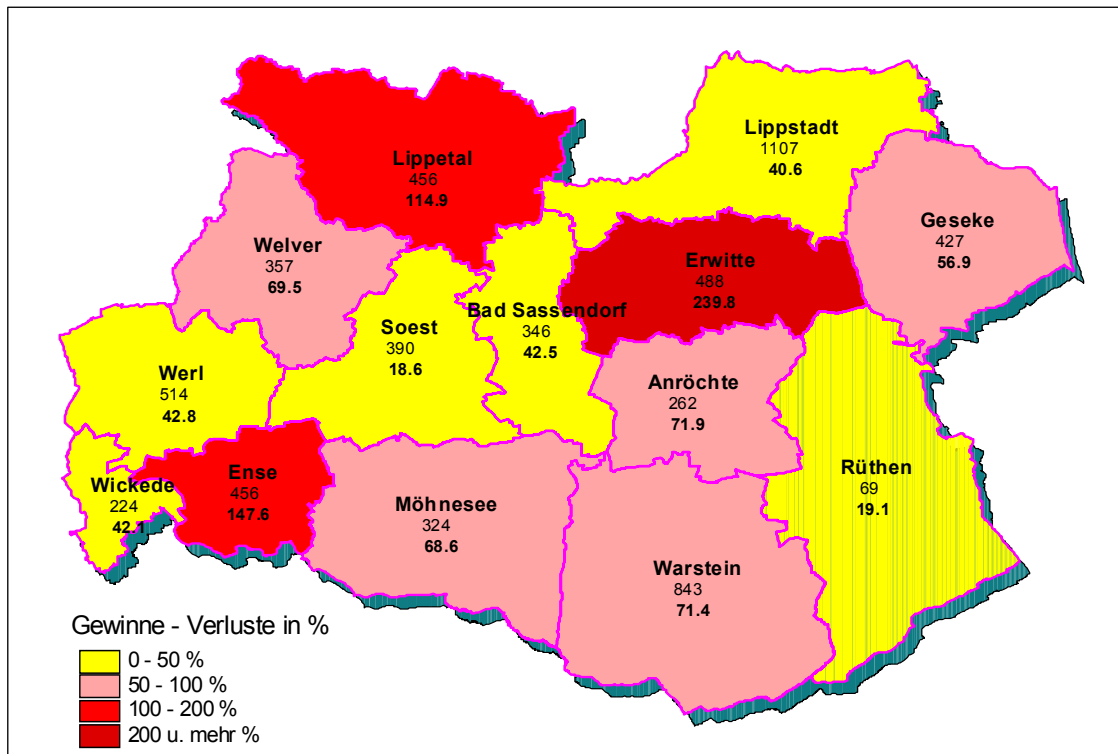 Lippstadt
1107
40.6
Lippetal
456
114.9
Geseke
427
56.9
Welver
357
69.5
Erwitte
488
239.8
Bad Sassendorf
346
42.5
Soest
390
18.6
Werl
514
42.8
Anröchte
262
71.9
Rüthen
69
19.1
Ense
456
147.6
Wickede
224
42.1
Möhnesee
324
68.6
Warstein
843
71.4
Gewinne - Verluste in %
0 - 50 %
50 - 100 %
100 - 200 %
200 u. mehr %